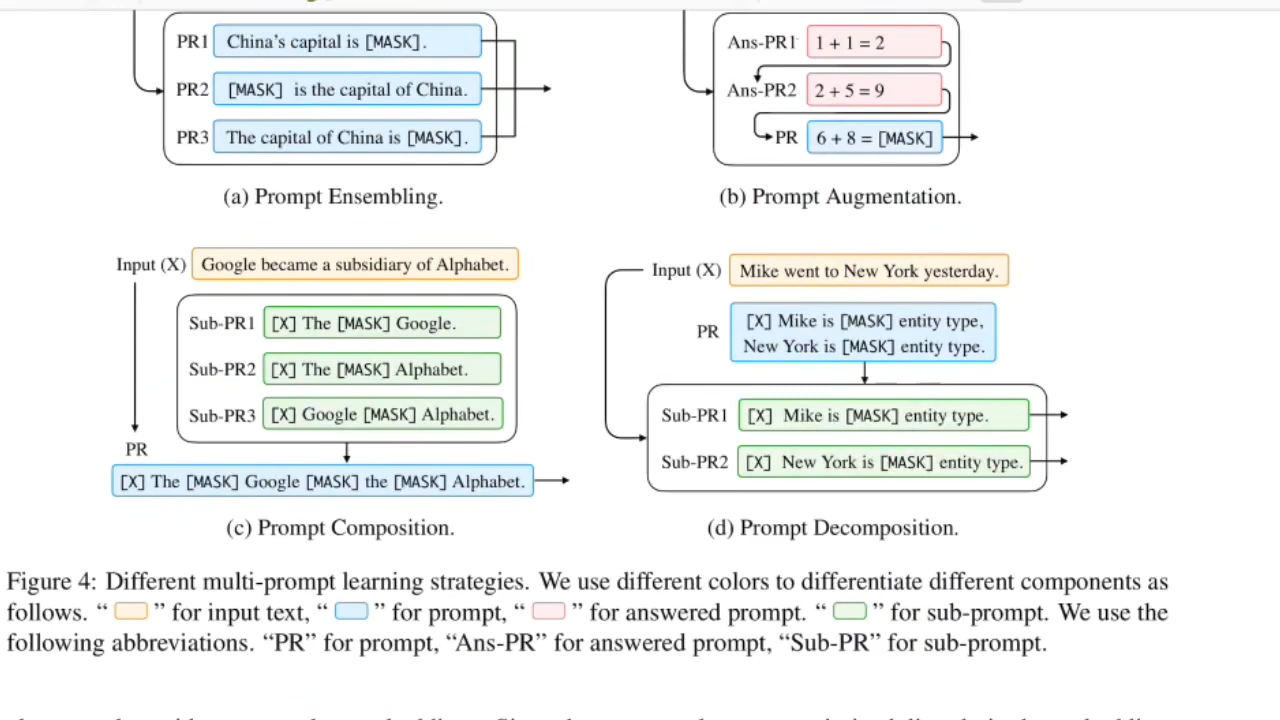 PR1 China's capital is [MASK].
PR2 [MASK] is the capital of China.
PR3 The capital of China is [MASK].
(a) Prompt Ensembling.
Ans-PR1 1 + 1 = 2
Ans-PR2 2 + 5 = 9
PR 6 + 8 = [MASK]
(b) Prompt Augmentation.
Input (X) Google became a subsidiary of Alphabet.
Sub-PR1 [X] The [MASK] Google.
Sub-PR2 [X] The [MASK] Alphabet.
Sub-PR3 [X] Google [MASK] Alphabet.
PR
[X] The [MASK] Google [MASK] the [MASK] Alphabet.
(c) Prompt Composition.
Input (X) Mike went to New York yesterday.
PR [X] Mike is [MASK] entity type,
New York is [MASK] entity type.
Sub-PR1 [X] Mike is [MASK] entity type.
Sub-PR2 [X] New York is [MASK] entity type.
(d) Prompt Decomposition.
Figure 4: Different multi-prompt learning strategies. We use different colors to differentiate different components as
follows. “ ” for input text, “ ” for prompt, “ ” for answered prompt. “ ” for sub-prompt. We use the
following abbreviations. “PR” for prompt, “Ans-PR” for answered prompt, “Sub-PR” for sub-prompt.